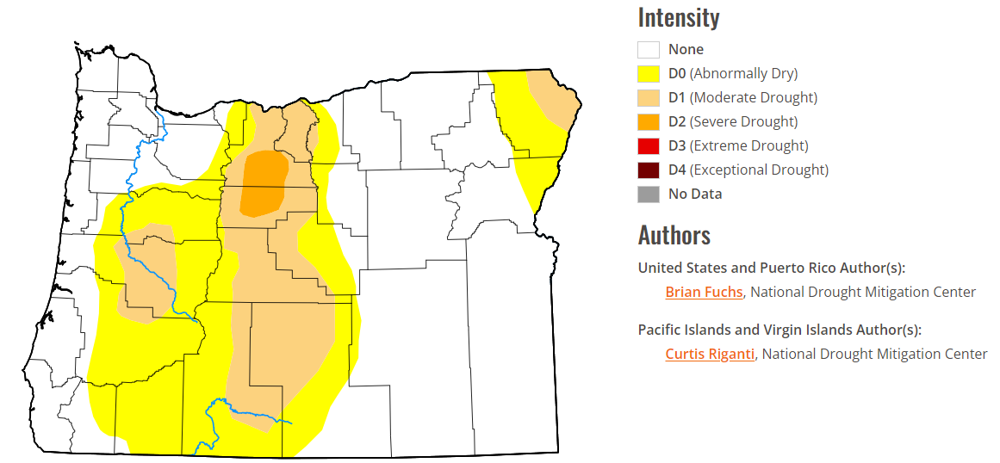 Intensity
None
D0 (Abnormally Dry)
D1 (Moderate Drought)
D2 (Severe Drought)
D3 (Extreme Drought)
D4 (Exceptional Drought)
No Data
Authors
United States and Puerto Rico Author(s):
Brian Fuchs, National Drought Mitigation Center
Pacific Islands and Virgin Islands Author(s):
Curtis Riganti, National Drought Mitigation Center